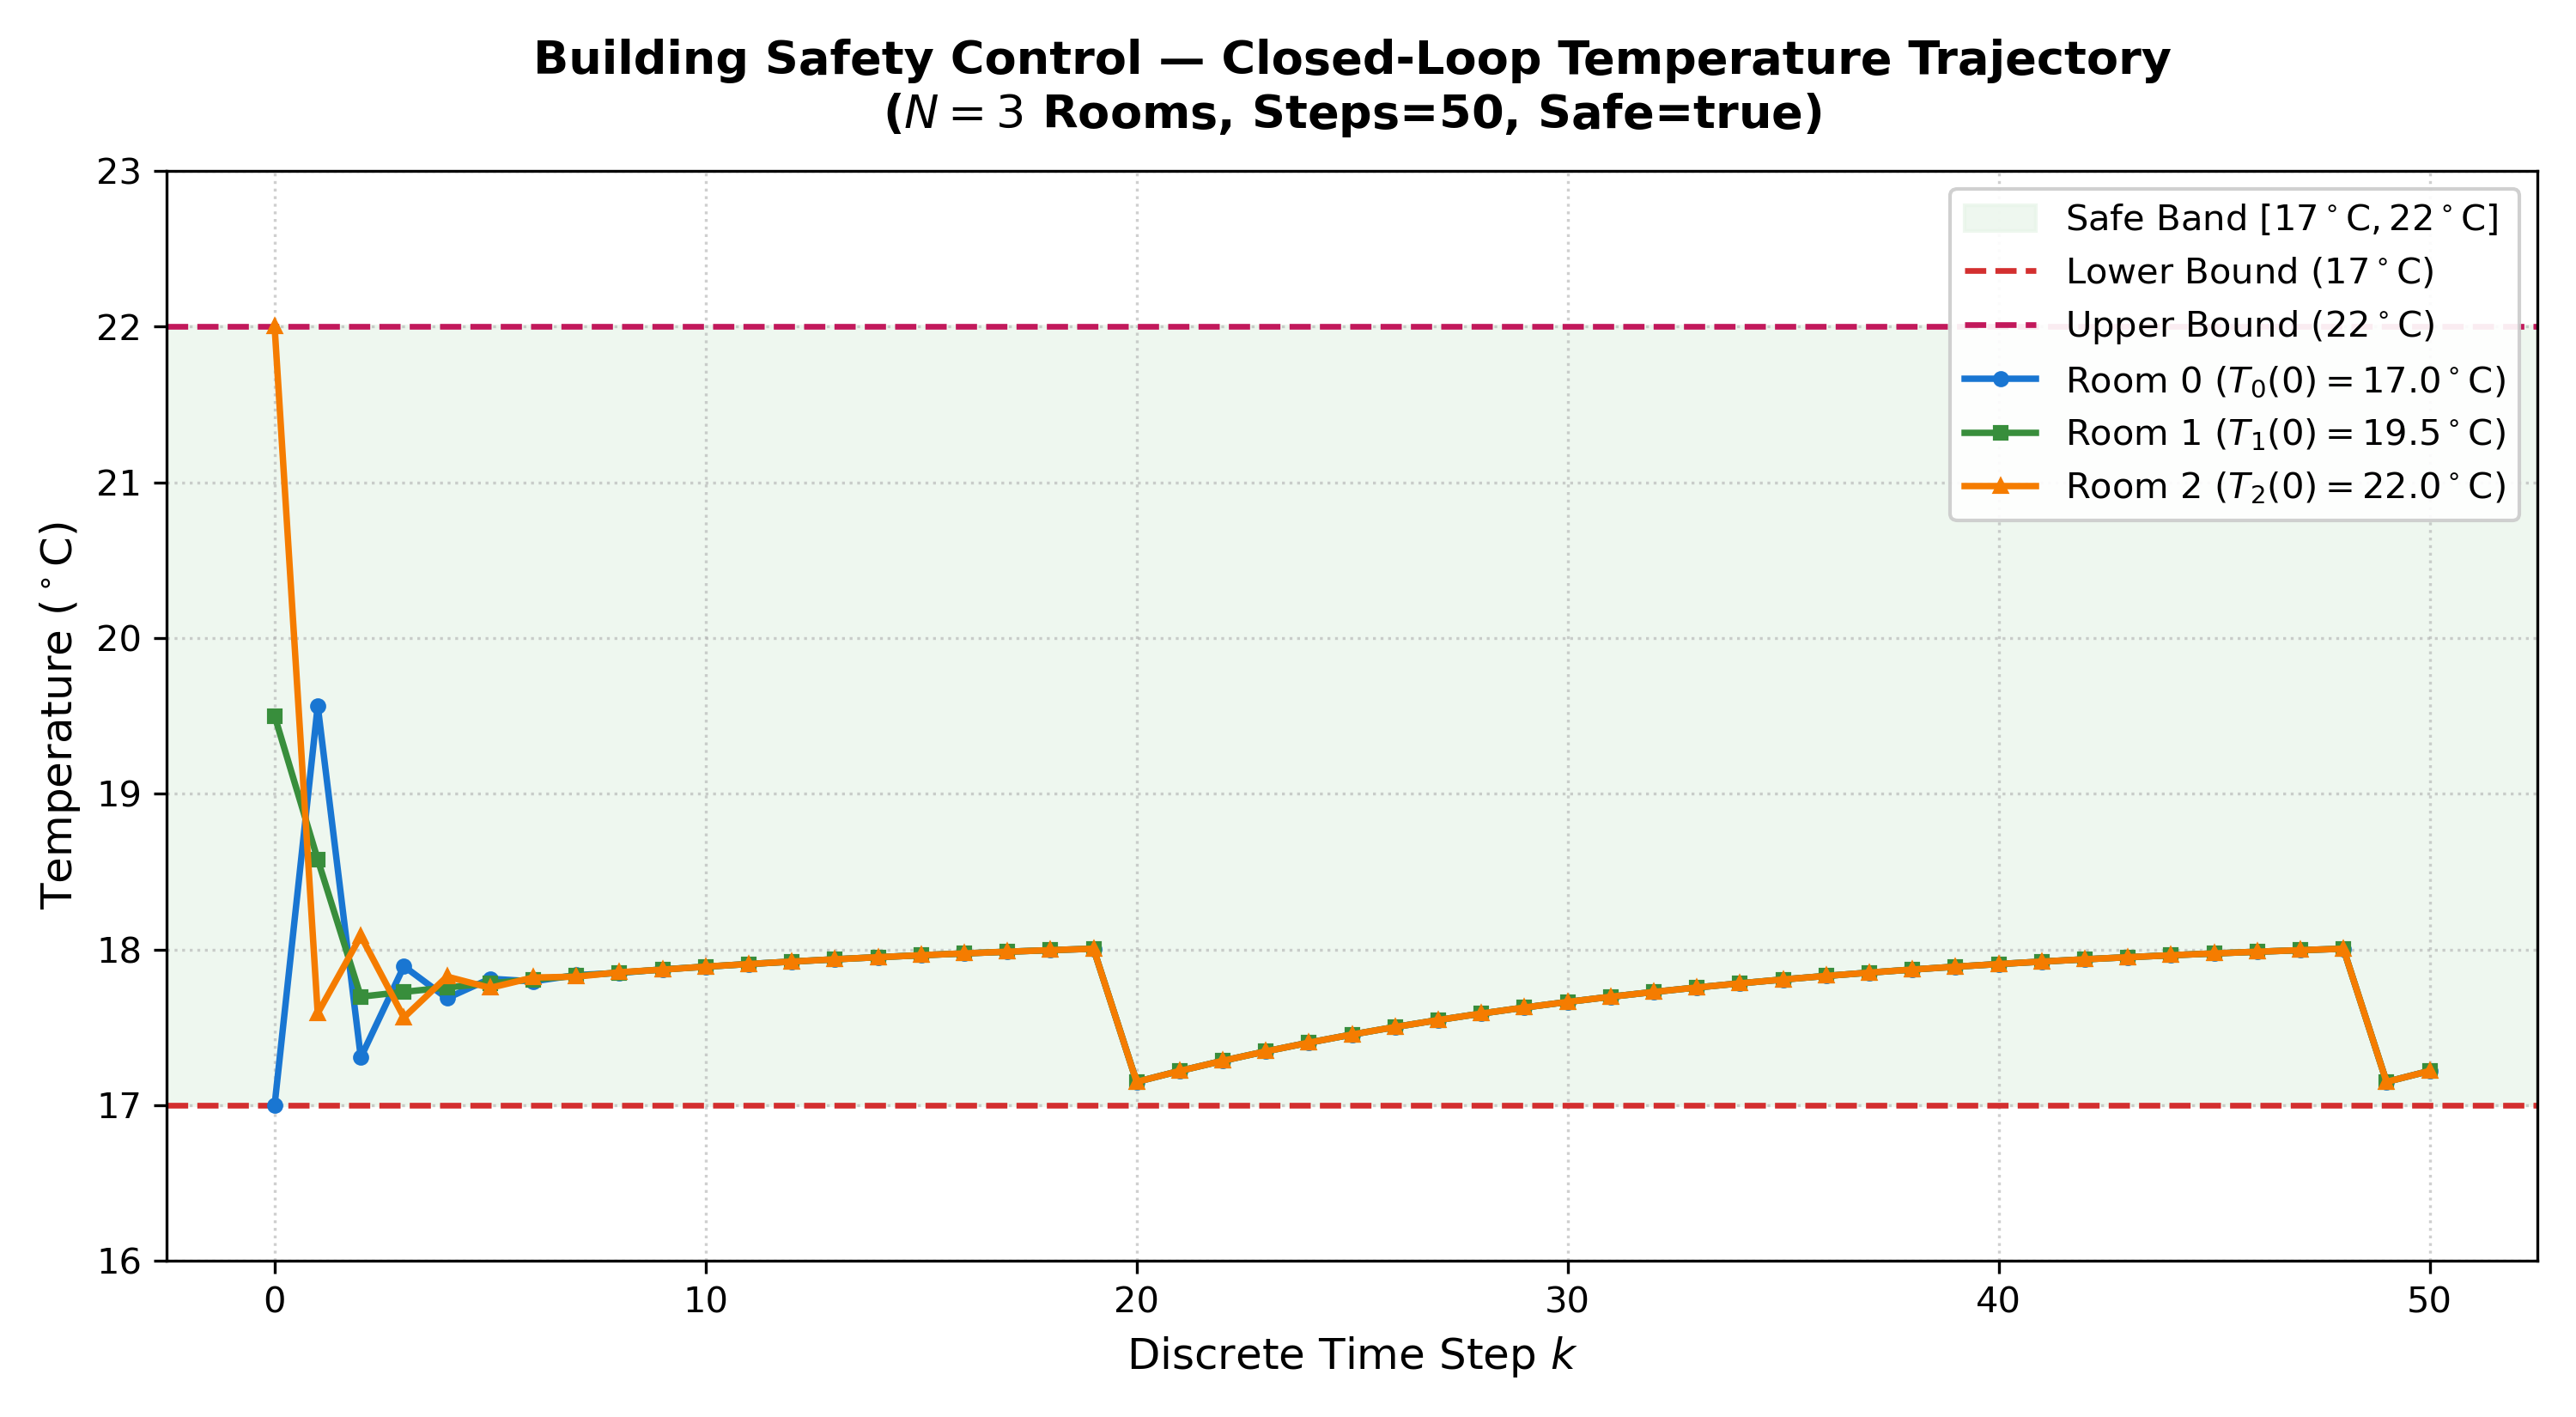 Building Safety Control — Closed-Loop Temperature Trajectory
(N = 3 Rooms, Steps=50, Safe=true)
23
22
21
20
19
18
17
16
Temperature (°C)
Safe Band [17°C, 22°C]
Lower Bound (17°C)
Upper Bound (22°C)
Room 0 (T₀(0) = 17.0°C)
Room 1 (T₁(0) = 19.5°C)
Room 2 (T₂(0) = 22.0°C)
0 10 20 30 40 50
Discrete Time Step k